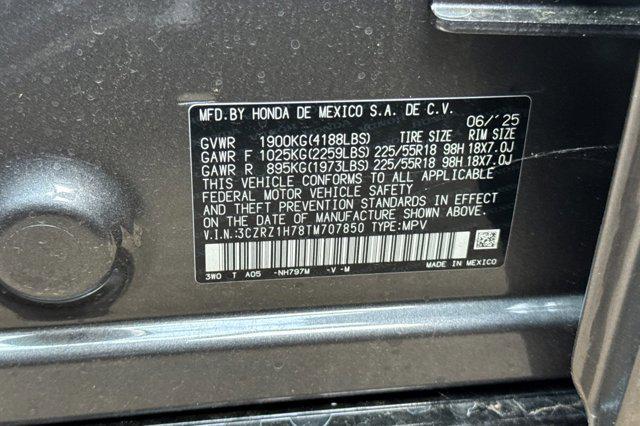 MFD.BY HONDA DE MEXICO S.A. DE C.V.
06/'25
GVWR 1900KG(4188LBS) TIRE SIZE RIM SIZE
GAWR F 1025KG(2259LBS) 225/55R18 98H 18X7.0J
GAWR R 895KG(1973LBS) 225/55R18 98H 18X7.0J
THIS VEHICLE CONFORMS TO ALL APPLICABLE
FEDERAL MOTOR VEHICLE SAFETY
AND THEFT PREVENTION STANDARDS IN EFFECT
ON THE DATE OF MANUFACTURE SHOWN ABOVE.
V.I.N.:3CZRZ1H78TM707850 TYPE:MPV
3W0 T A05 -NH797M -V -M MADE IN MEXICO